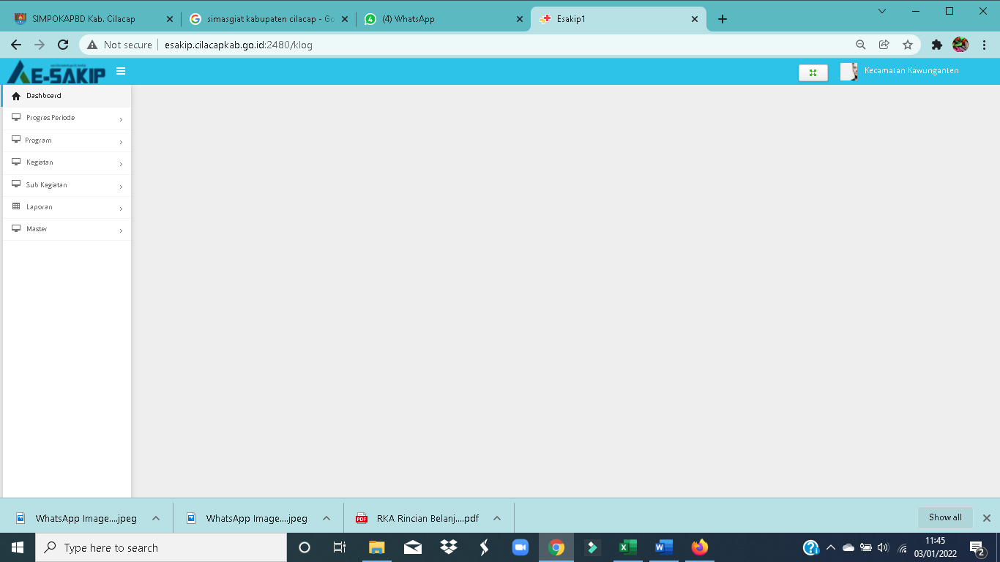 SIMPOKAPBD Kab. Cilacap
simasgiat kabupaten cilacap - Go
(4) WhatsApp
Esakip1
Not secure
esakip.cilacapkab.go.id:2480/klog
E-SAKIP
Kecamatan Kawunganten
Dashboard
Progres Periode
Program
Kegiatan
Sub Kegiatan
Laporan
Master
WhatsApp Image....jpeg
WhatsApp Image....jpeg
RKA Rincian Belanj....pdf
Show all
Type here to search
11:45
03/01/2022
2